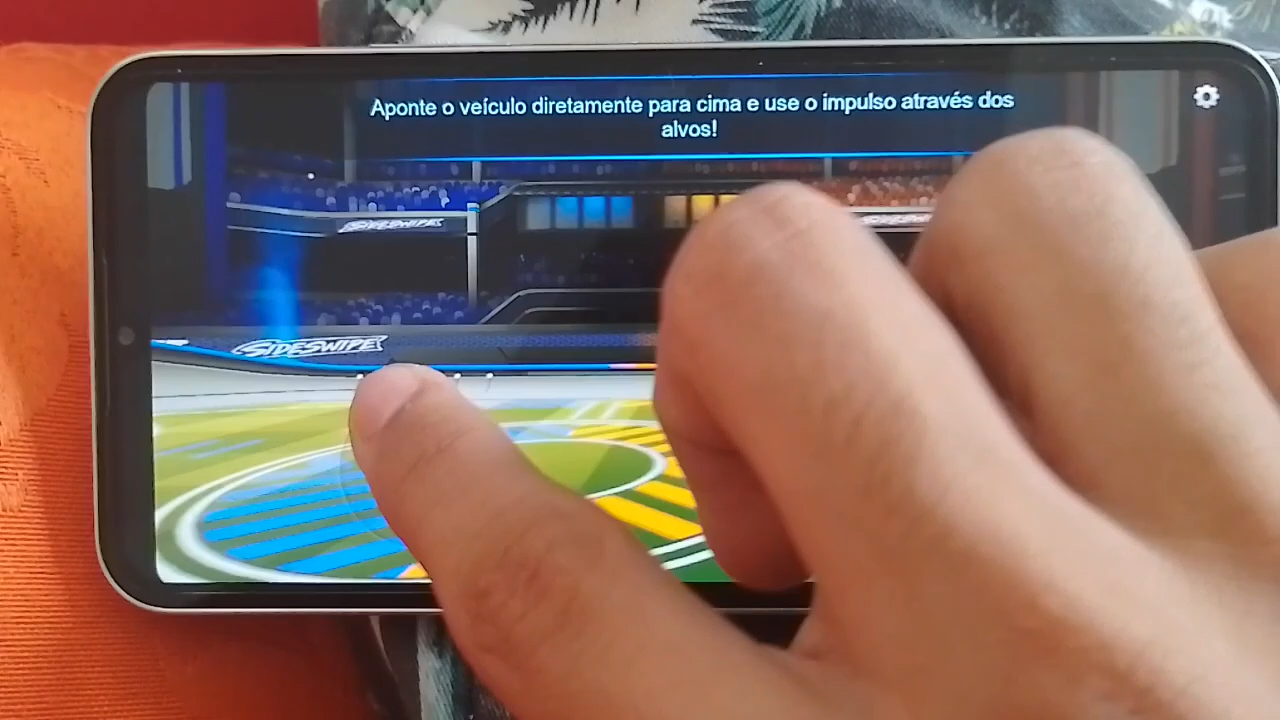 Aponte o veículo diretamente para cima e use o impulso através dos
alvos!
SIDESWIPE
SIDESWIPE